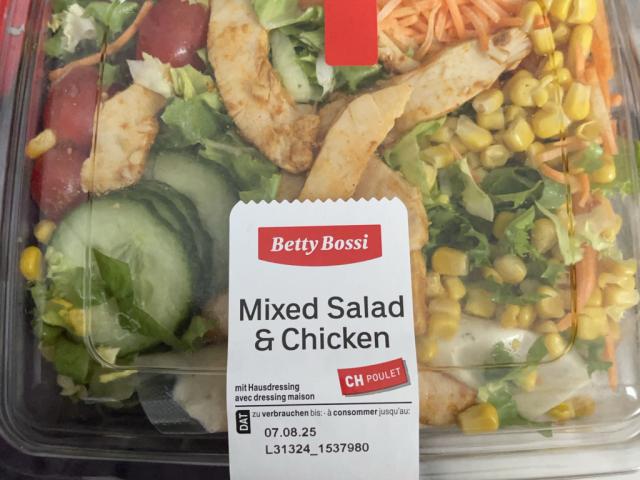 Betty Bossi
Mixed Salad
& Chicken
CH POULET
mit Hausdressing
avec dressing maison
DAT zu verbrauchen bis: - à consommer jusqu'au:
07.08.25
L31324_1537980